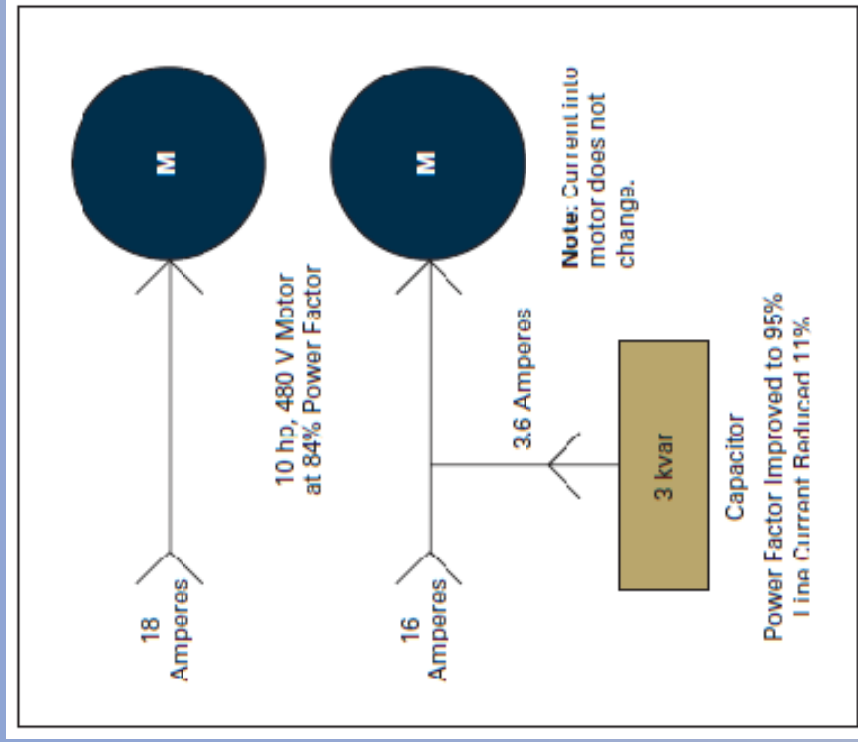 18
Amperes
M
10 hp, 480 V Motor
at 84% Power Factor
16
Amperes
M
3.6 Amperes
Note: Current into
motor does not
change.
3 kvar
Capacitor
Power Factor Improved to 95%
Line Current Reduced 11%